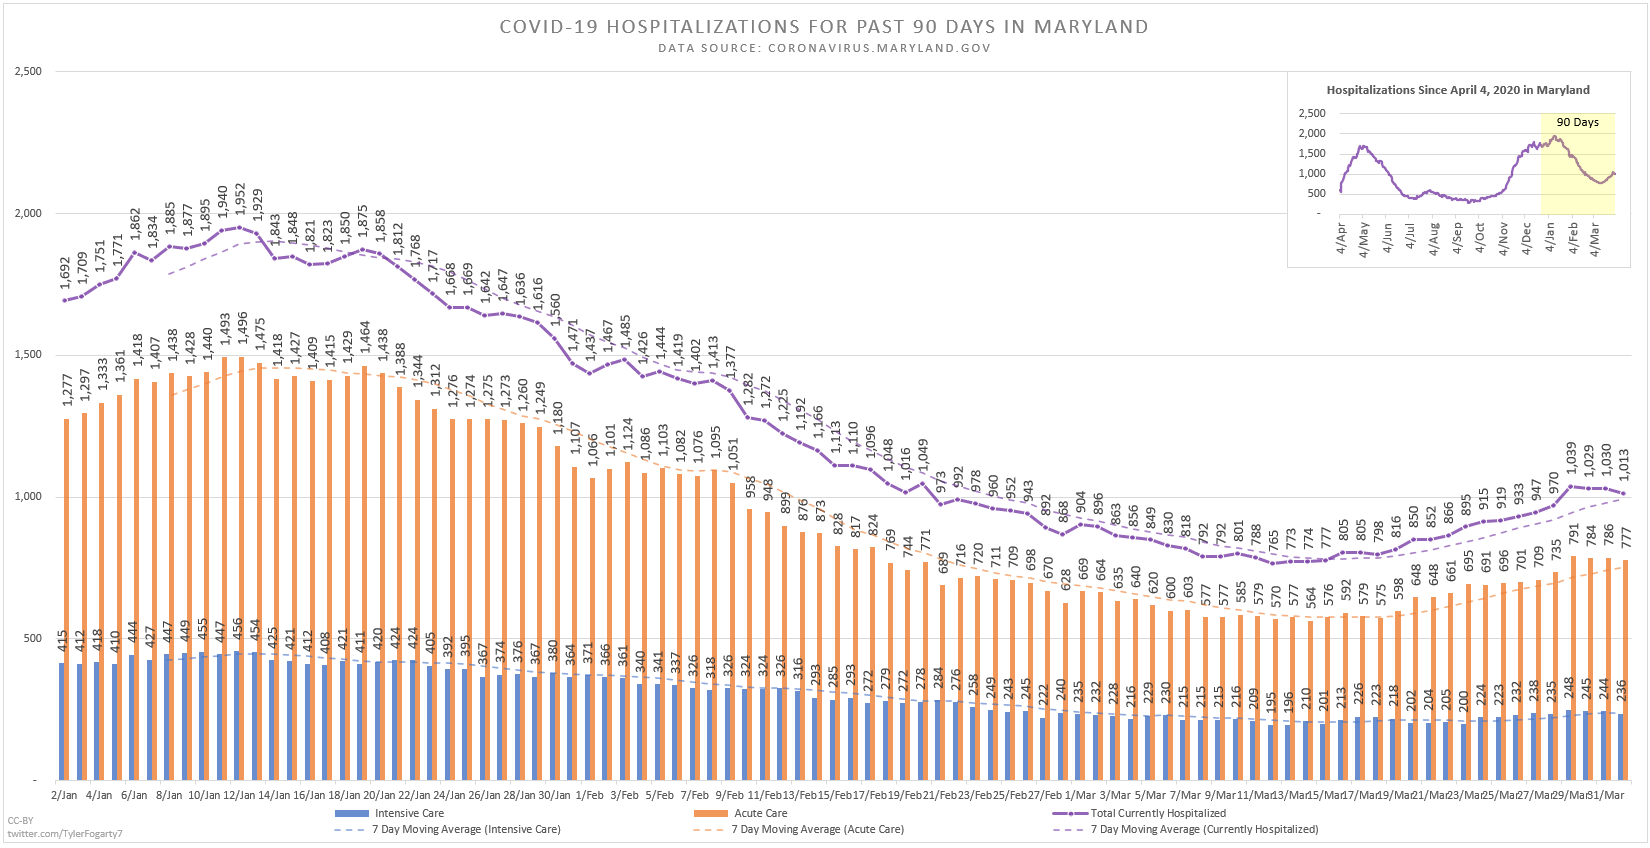 COVID-19 HOSPITALIZATIONS FOR PAST 90 DAYS IN MARYLAND
DATA SOURCE: CORONAVIRUS.MARYLAND.GOV
2,500
2,000
1,500
1,000
500
-
Hospitalizations Since April 4, 2020 in Maryland
90 Days
2,500
2,000
1,500
1,000
500
-
4/Apr 4/May 4/Jun 4/Jul 4/Aug 4/Sep 4/Oct 4/Nov 4/Dec 4/Jan 4/Feb 4/Mar
1,692 1,709 1,751 1,771 1,862 1,834 1,885 1,877 1,895 1,940 1,952 1,929 1,843 1,848 1,821 1,823 1,850 1,875 1,858 1,812 1,768 1,717 1,668 1,669 1,642 1,647 1,636 1,616 1,560 1,471 1,437 1,467 1,485 1,426 1,444 1,419 1,402 1,413 1,377 1,282 1,272 1,225 1,192 1,166 1,113 1,110 1,096 1,048 1,016 1,049 973 992 978 960 952 943 892 868 904 896 863 856 849 830 818 792 792 801 788 765 773 774 777 805 805 798 816 850 852 866 895 915 919 933 947 970 1,039 1,029 1,030 1,013
1,277 1,297 1,333 1,361 1,418 1,407 1,438 1,428 1,440 1,493 1,496 1,475 1,418 1,427 1,409 1,415 1,429 1,464 1,438 1,388 1,344 1,312 1,276 1,274 1,275 1,273 1,260 1,249 1,180 1,107 1,066 1,101 1,124 1,086 1,103 1,082 1,076 1,095 1,051 958 948 899 876 873 828 817 824 769 744 771 689 716 720 711 709 698 670 628 669 664 635 640 620 600 603 577 577 585 579 570 577 564 576 592 579 575 598 648 648 661 695 691 696 701 709 735 791 784 786 777
415 412 418 410 444 427 447 449 455 447 456 454 425 421 412 408 421 411 420 424 424 405 392 395 367 374 376 367 380 364 371 366 361 340 341 337 326 318 326 324 324 326 316 293 285 293 272 279 272 278 284 276 258 249 243 245 222 240 235 232 228 216 229 230 215 215 215 216 209 195 196 210 201 213 226 223 218 202 204 205 200 224 223 232 238 235 248 245 244 236
2/Jan 4/Jan 6/Jan 8/Jan 10/Jan 12/Jan 14/Jan 16/Jan 18/Jan 20/Jan 22/Jan 24/Jan 26/Jan 28/Jan 30/Jan 1/Feb 3/Feb 5/Feb 7/Feb 9/Feb 11/Feb 13/Feb 15/Feb 17/Feb 19/Feb 21/Feb 23/Feb 25/Feb 27/Feb 1/Mar 3/Mar 5/Mar 7/Mar 9/Mar 11/Mar 13/Mar 15/Mar 17/Mar 19/Mar 21/Mar 23/Mar 25/Mar 27/Mar 29/Mar 31/Mar
Intensive Care Acute Care Total Currently Hospitalized
7 Day Moving Average (Intensive Care) 7 Day Moving Average (Acute Care) 7 Day Moving Average (Currently Hospitalized)
CC-BY
twitter.com/TylerFogarty7